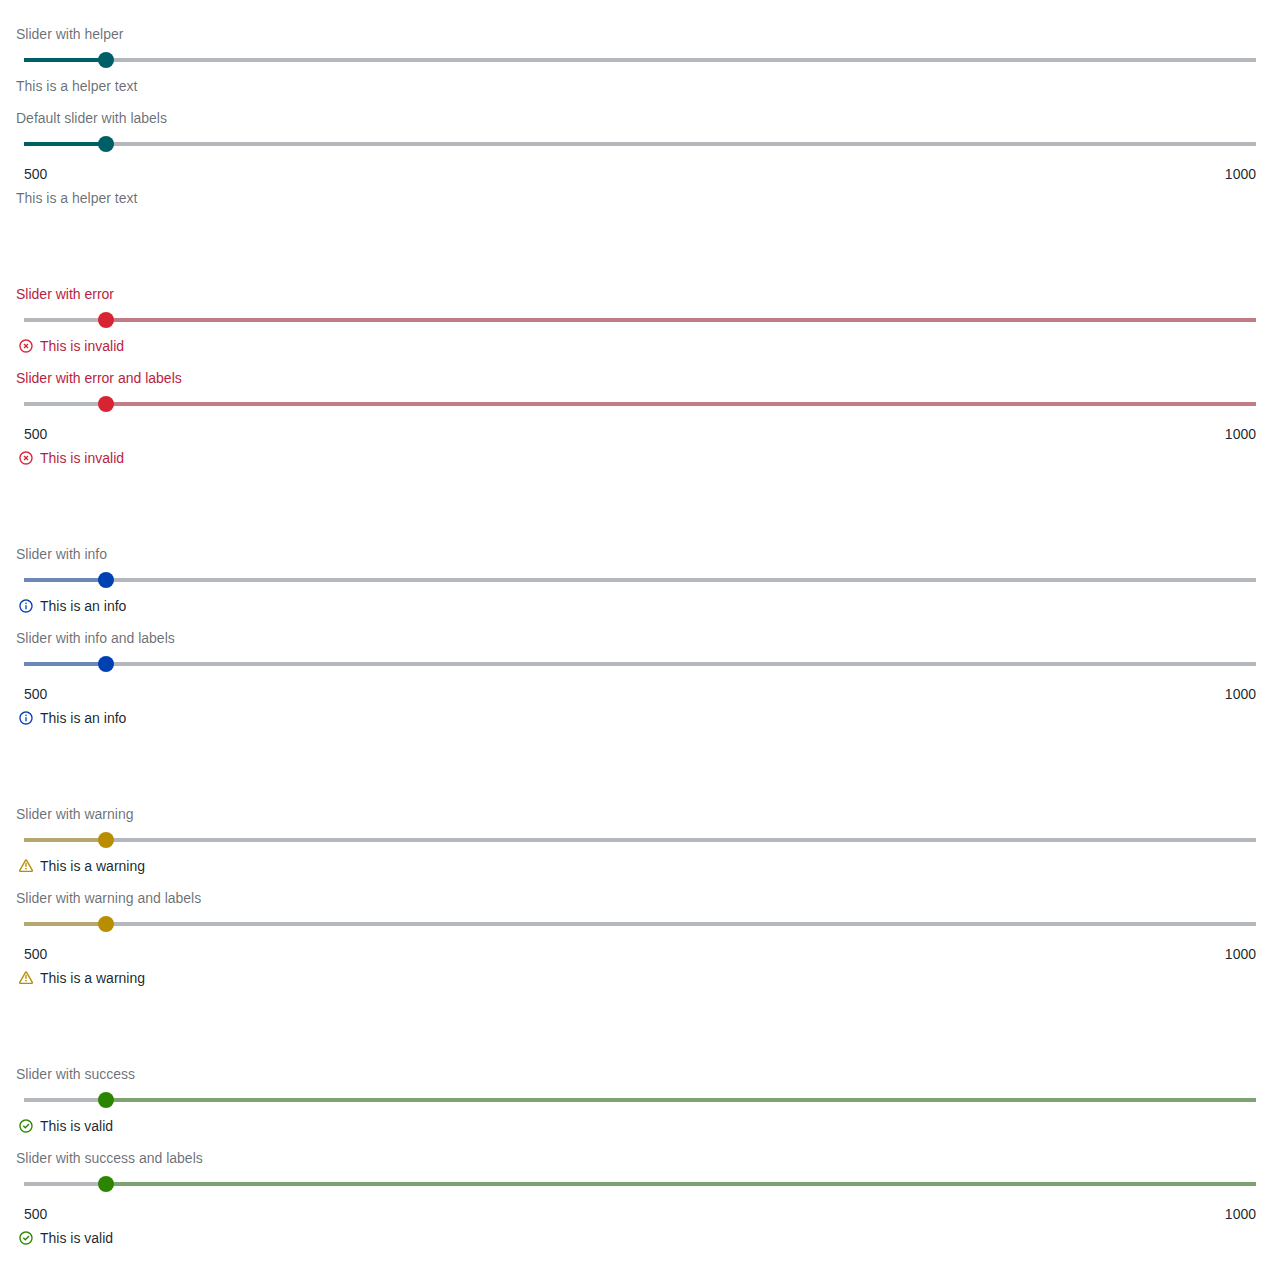 Slider with helper
This is a helper text
Default slider with labels
500 1000
This is a helper text
Slider with error
This is invalid
Slider with error and labels
500 1000
This is invalid
Slider with info
This is an info
Slider with info and labels
500 1000
This is an info
Slider with warning
This is a warning
Slider with warning and labels
500 1000
This is a warning
Slider with success
This is valid
Slider with success and labels
500 1000
This is valid